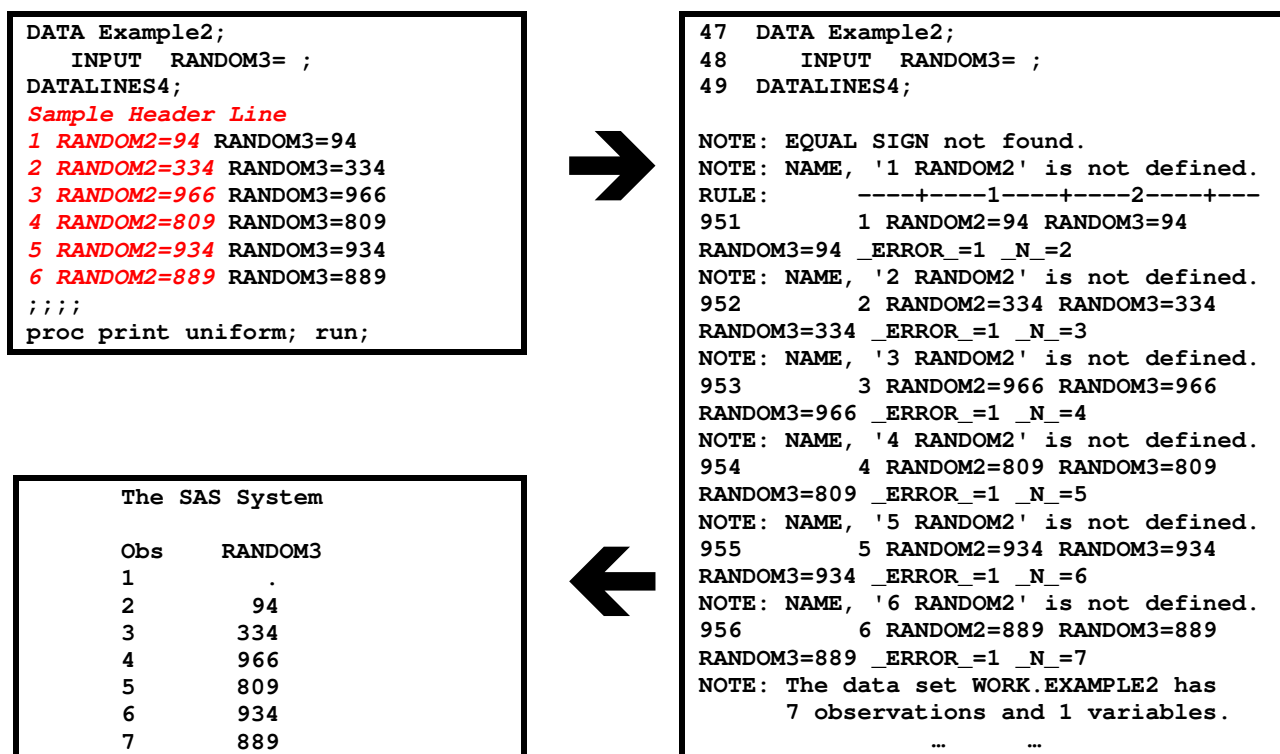 DATA Example2;
INPUT RANDOM3= ;
DATALINES4;
Sample Header Line
1 RANDOM2=94 RANDOM3=94
2 RANDOM2=334 RANDOM3=334
3 RANDOM2=966 RANDOM3=966
4 RANDOM2=809 RANDOM3=809
5 RANDOM2=934 RANDOM3=934
6 RANDOM2=889 RANDOM3=889
;;;;
proc print uniform; run;
47 DATA Example2;
48 INPUT RANDOM3= ;
49 DATALINES4;
NOTE: EQUAL SIGN not found.
NOTE: NAME, '1 RANDOM2' is not defined.
RULE: ----+----1----+----2----+---
951 1 RANDOM2=94 RANDOM3=94
RANDOM3=94 _ERROR_=1 _N_=2
NOTE: NAME, '2 RANDOM2' is not defined.
952 2 RANDOM2=334 RANDOM3=334
RANDOM3=334 _ERROR_=1 _N_=3
NOTE: NAME, '3 RANDOM2' is not defined.
953 3 RANDOM2=966 RANDOM3=966
RANDOM3=966 _ERROR_=1 _N_=4
NOTE: NAME, '4 RANDOM2' is not defined.
954 4 RANDOM2=809 RANDOM3=809
RANDOM3=809 _ERROR_=1 _N_=5
NOTE: NAME, '5 RANDOM2' is not defined.
955 5 RANDOM2=934 RANDOM3=934
RANDOM3=934 _ERROR_=1 _N_=6
NOTE: NAME, '6 RANDOM2' is not defined.
956 6 RANDOM2=889 RANDOM3=889
RANDOM3=889 _ERROR_=1 _N_=7
NOTE: The data set WORK.EXAMPLE2 has
7 observations and 1 variables.
… …
The SAS System
Obs RANDOM3
1 .
2 94
3 334
4 966
5 809
6 934
7 889